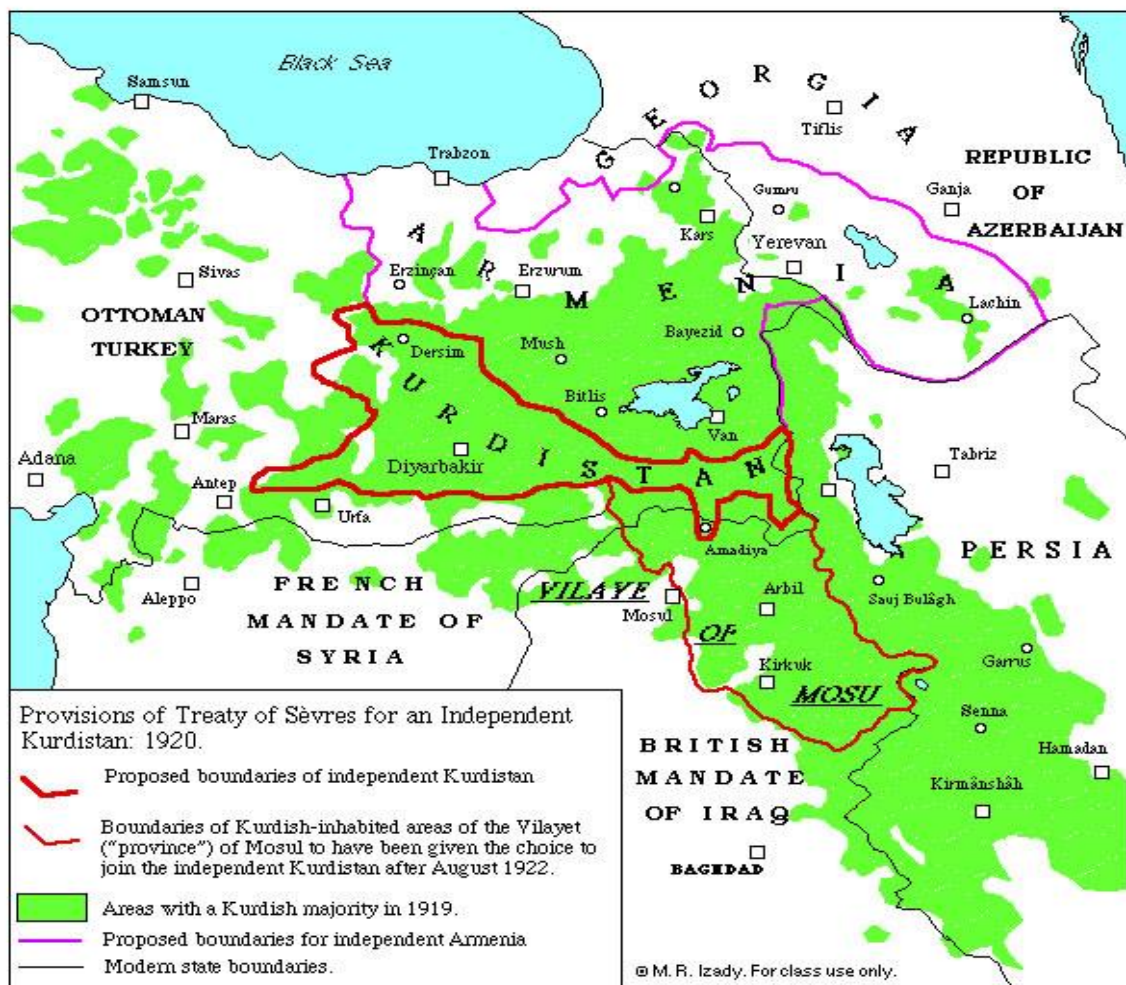 Black Sea
Samsun
GEORGIA
Tiflis
Trabzon
REPUBLIC
OF
AZERBAIJAN
Gumru
Ganja
Kars
Yerevan
Sivas
Erzinçan
Erzurum
ARMENIA
Lachin
OTTOMAN
TURKEY
Dersim
Mush
Bayezid
KURDISTAN
Bitlis
Van
Maras
Adana
Diyarbakir
Tabriz
Antep
Urfa
Amadiya
PERSIA
Aleppo
FRENCH
MANDATE OF
SYRIA
VILAYE
OF
MOSU
Mosul
Arbil
Sauj Bulâgh
Kirkuk
Garrus
Senna
Hamadan
Kirmânshâh
BRITISH
MANDATE
OF IRAQ
BAGHDAD
Provisions of Treaty of Sèvres for an Independent
Kurdistan: 1920.
Proposed boundaries of independent Kurdistan
Boundaries of Kurdish-inhabited areas of the Vilayet
("province") of Mosul to have been given the choice to
join the independent Kurdistan after August 1922.
Areas with a Kurdish majority in 1919.
Proposed boundaries for independent Armenia
Modern state boundaries.
© M. R. Izady. For class use only.